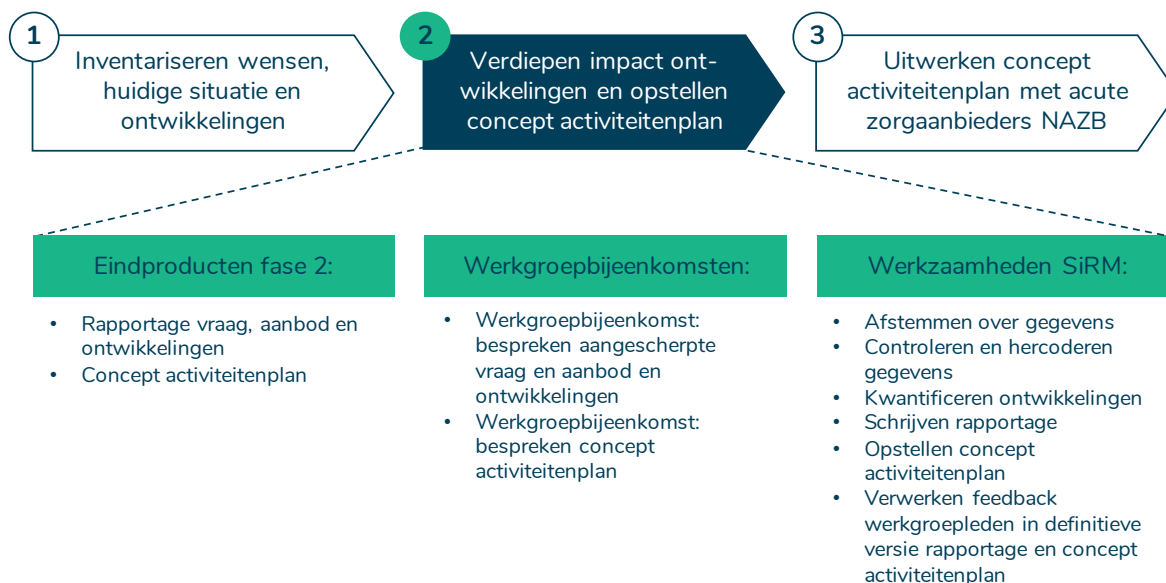 1
Inventariseren wensen,
huidige situatie en
ontwikkelingen
2
Verdiepen impact ont-
wikkelingen en opstellen
concept activiteitenplan
3
Uitwerken concept
activiteitenplan met acute
zorgaanbieders NAZB
Eindproducten fase 2:
• Rapportage vraag, aanbod en
ontwikkelingen
• Concept activiteitenplan
Werkgroepbijeenkomsten:
• Werkgroepbijeenkomst:
bespreken aangescherpte
vraag en aanbod en
ontwikkelingen
• Werkgroepbijeenkomst:
bespreken concept
activiteitenplan
Werkzaamheden SiRM:
• Afstemmen over gegevens
• Controleren en hercoderen
gegevens
• Kwantificeren ontwikkelingen
• Schrijven rapportage
• Opstellen concept
activiteitenplan
• Verwerken feedback
werkgroepleden in definitieve
versie rapportage en concept
activiteitenplan